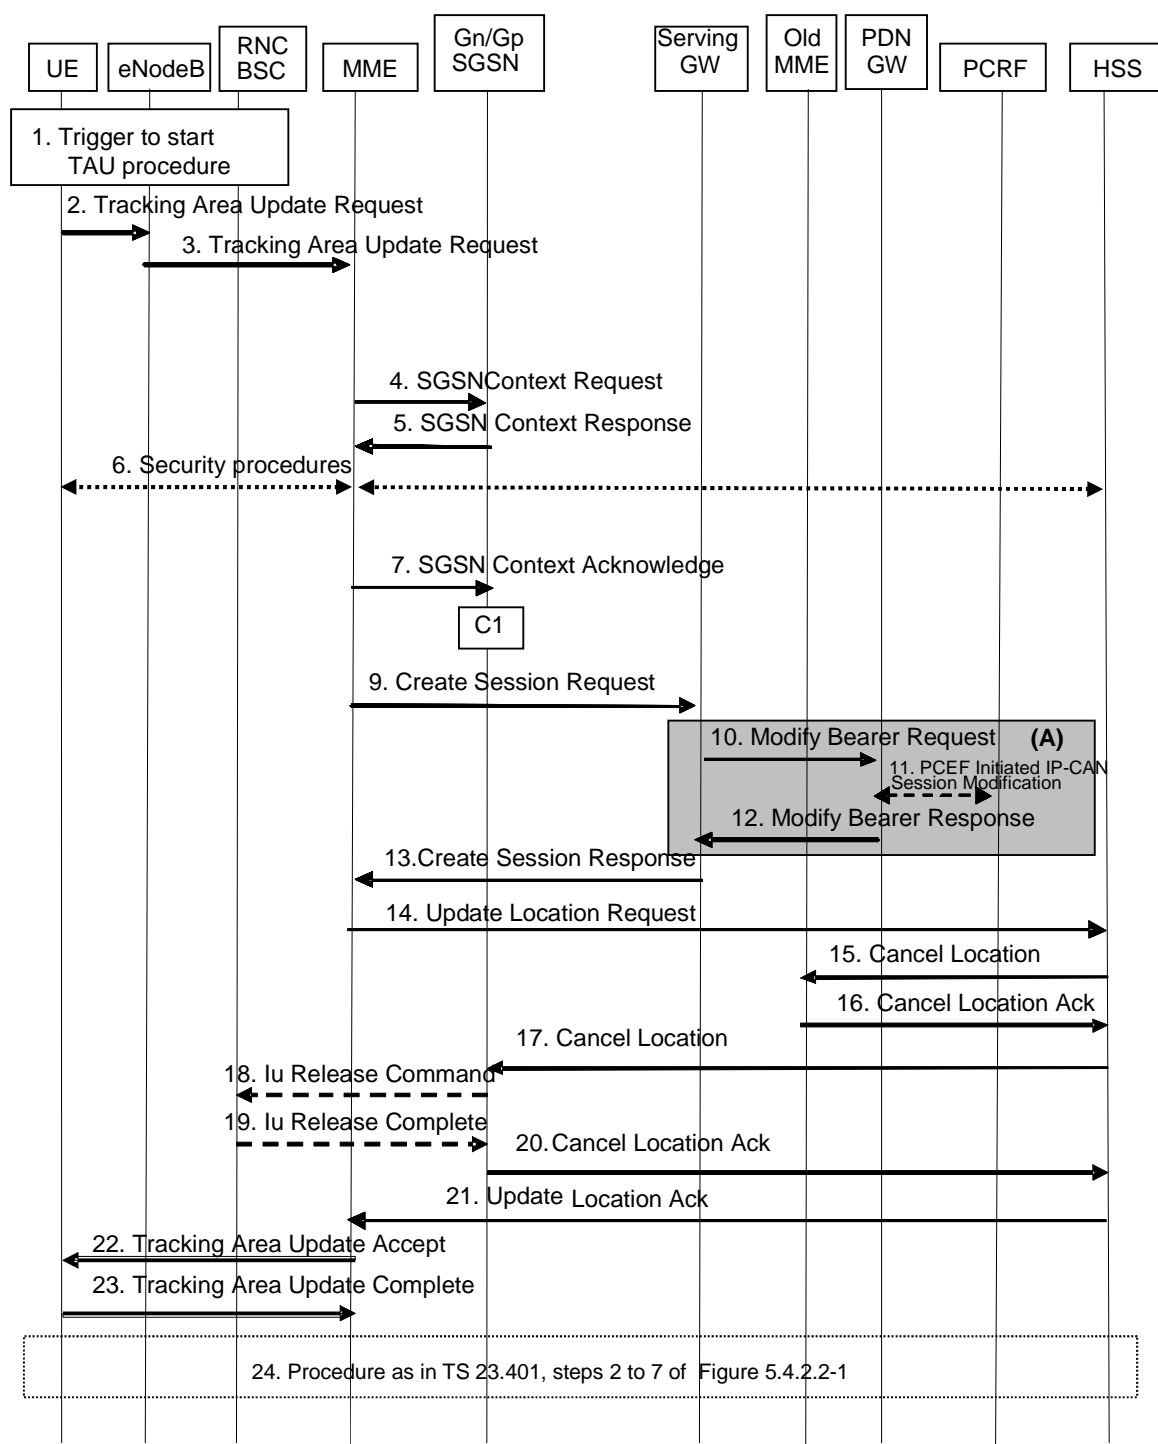 UE
eNodeB
RNC
BSC
MME
Gn/Gp
SGSN
Serving
GW
Old
MME
PDN
GW
PCRF
HSS
1. Trigger to start
TAU procedure
2. Tracking Area Update Request
3. Tracking Area Update Request
4. SGSNContext Request
5. SGSN Context Response
6. Security procedures
7. SGSN Context Acknowledge
C1
9. Create Session Request
10. Modify Bearer Request (A)
11. PCEF Initiated IP-CAN
Session Modification
12. Modify Bearer Response
13.Create Session Response
14. Update Location Request
15. Cancel Location
16. Cancel Location Ack
17. Cancel Location
18. Iu Release Command
19. Iu Release Complete
20.Cancel Location Ack
21. Update Location Ack
22. Tracking Area Update Accept
23. Tracking Area Update Complete
24. Procedure as in TS 23.401, steps 2 to 7 of Figure 5.4.2.2-1